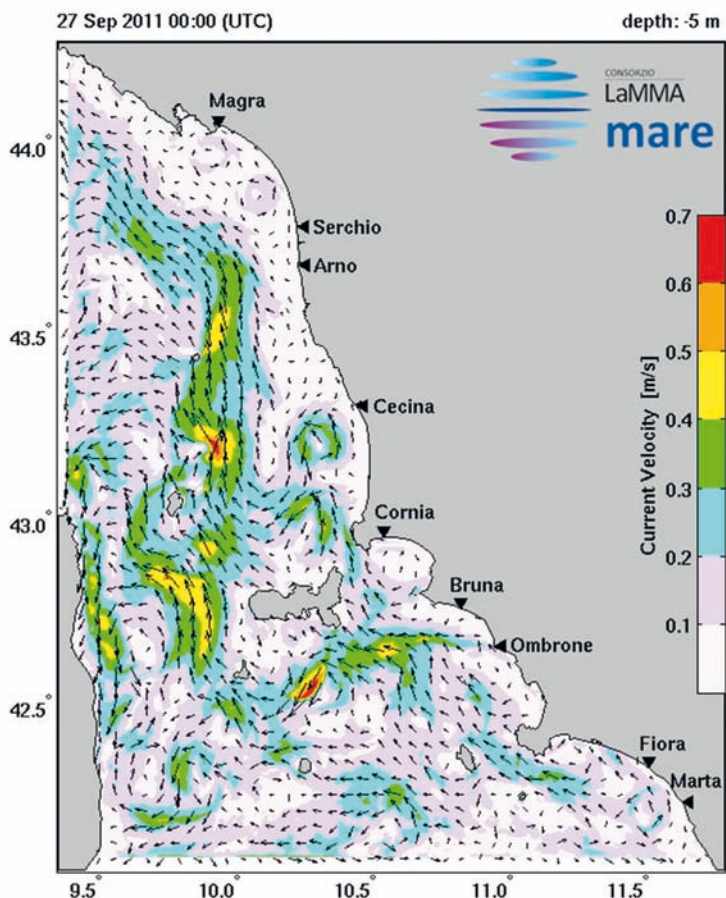 27 Sep 2011 00:00 (UTC) depth: -5 m
CONSORZIO
LaMMA
mare
Magra
44.0
Serchio
Arno
43.5
Cecina
43.0
Cornia
Bruna
Ombrone
42.5
Fiora
Marta
42.0
9.5 10.0 10.5 11.0 11.5
0.7
0.6
0.5
0.4
0.3
0.2
0.1
Current Velocity [m/s]